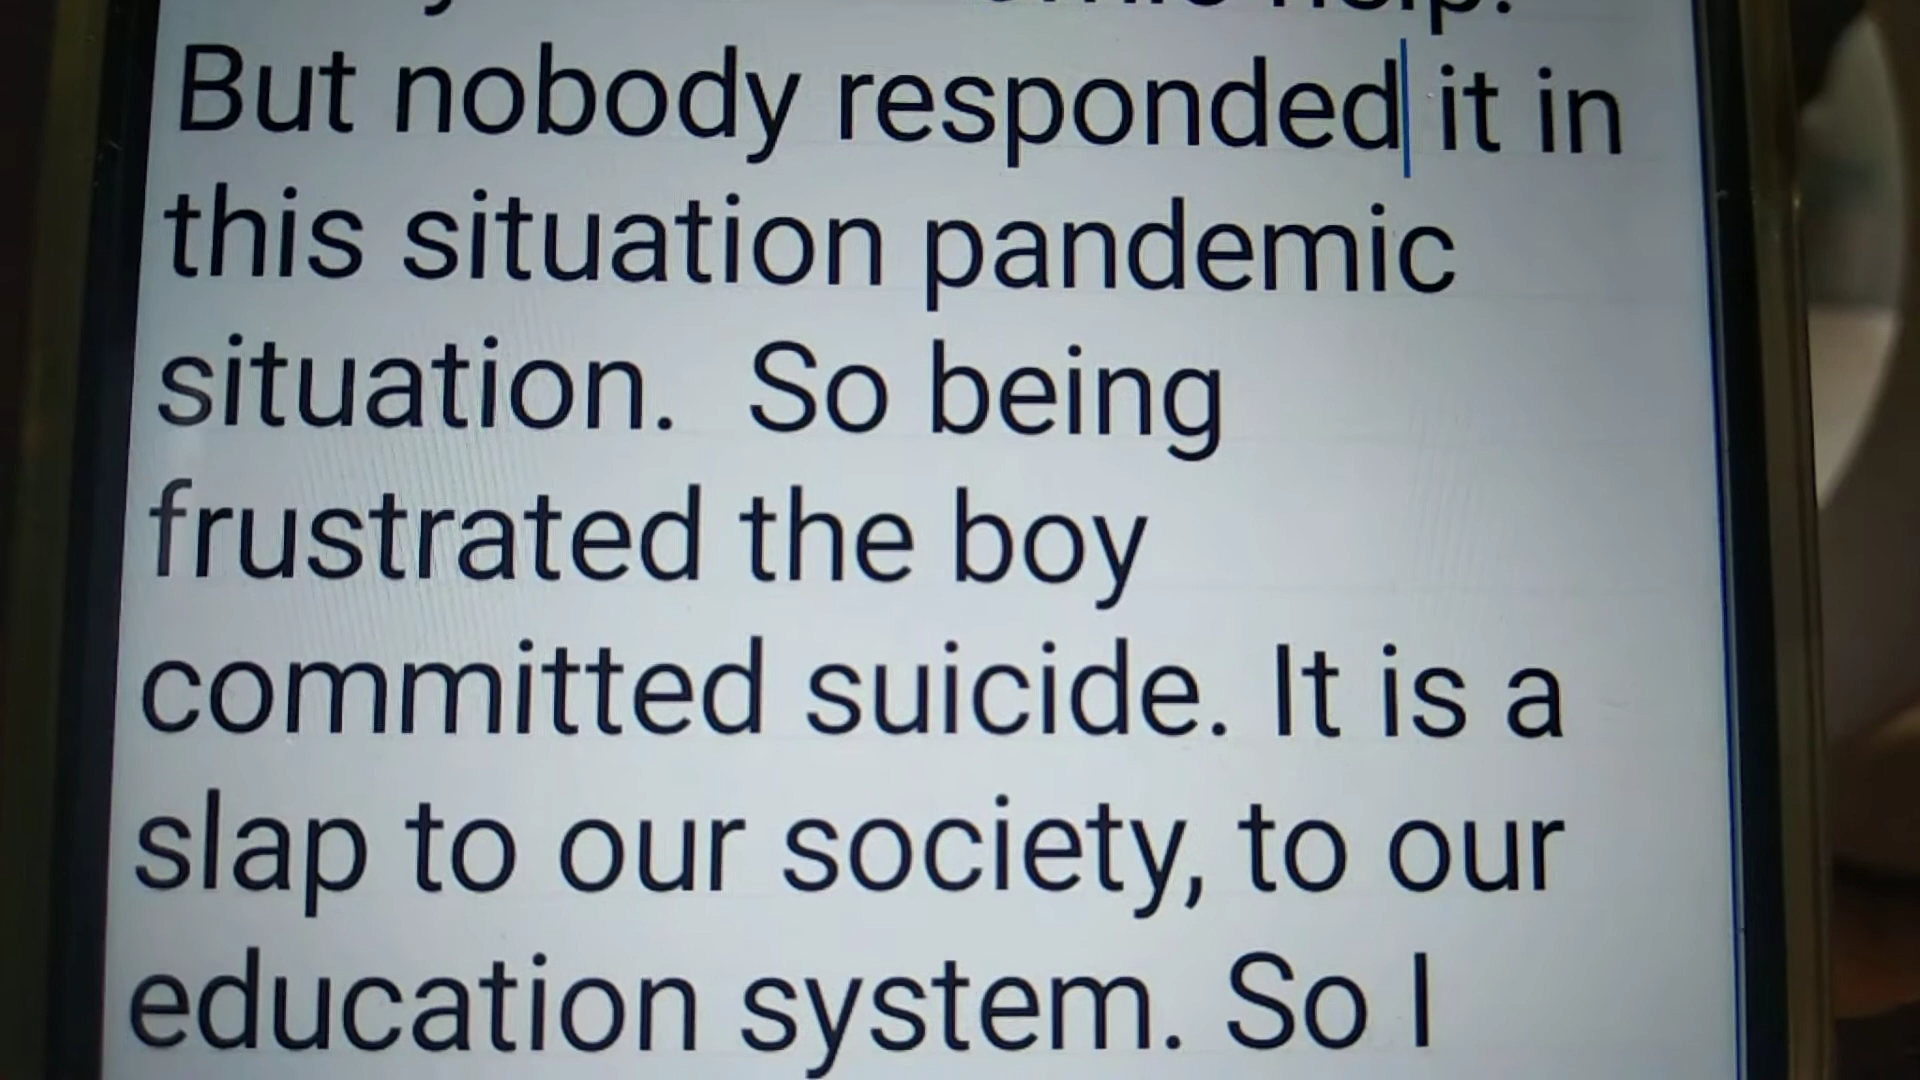 help.
But nobody responded it in
this situation pandemic
situation.  So being
frustrated the boy
committed suicide. It is a
slap to our society, to our
education system. So I